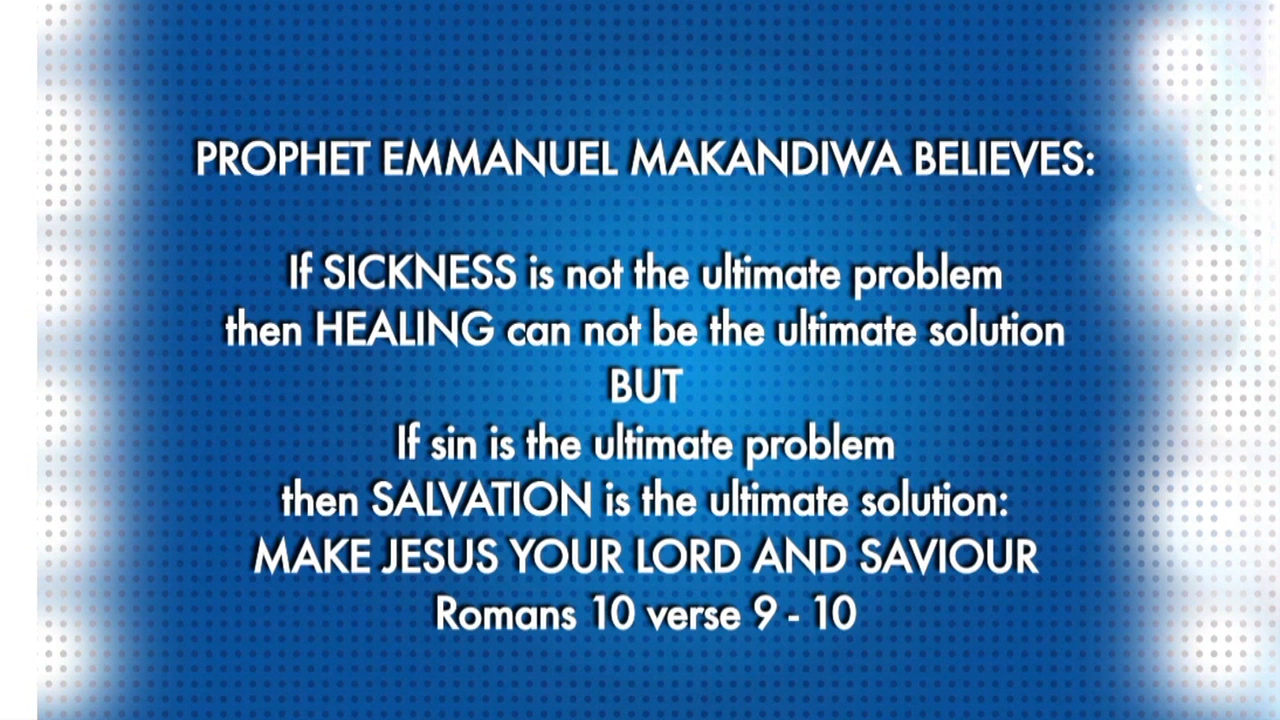 PROPHET EMMANUEL MAKANDIWA BELIEVES:
If SICKNESS is not the ultimate problem
then HEALING can not be the ultimate solution
BUT
If sin is the ultimate problem
then SALVATION is the ultimate solution:
MAKE JESUS YOUR LORD AND SAVIOUR
Romans 10 verse 9 - 10